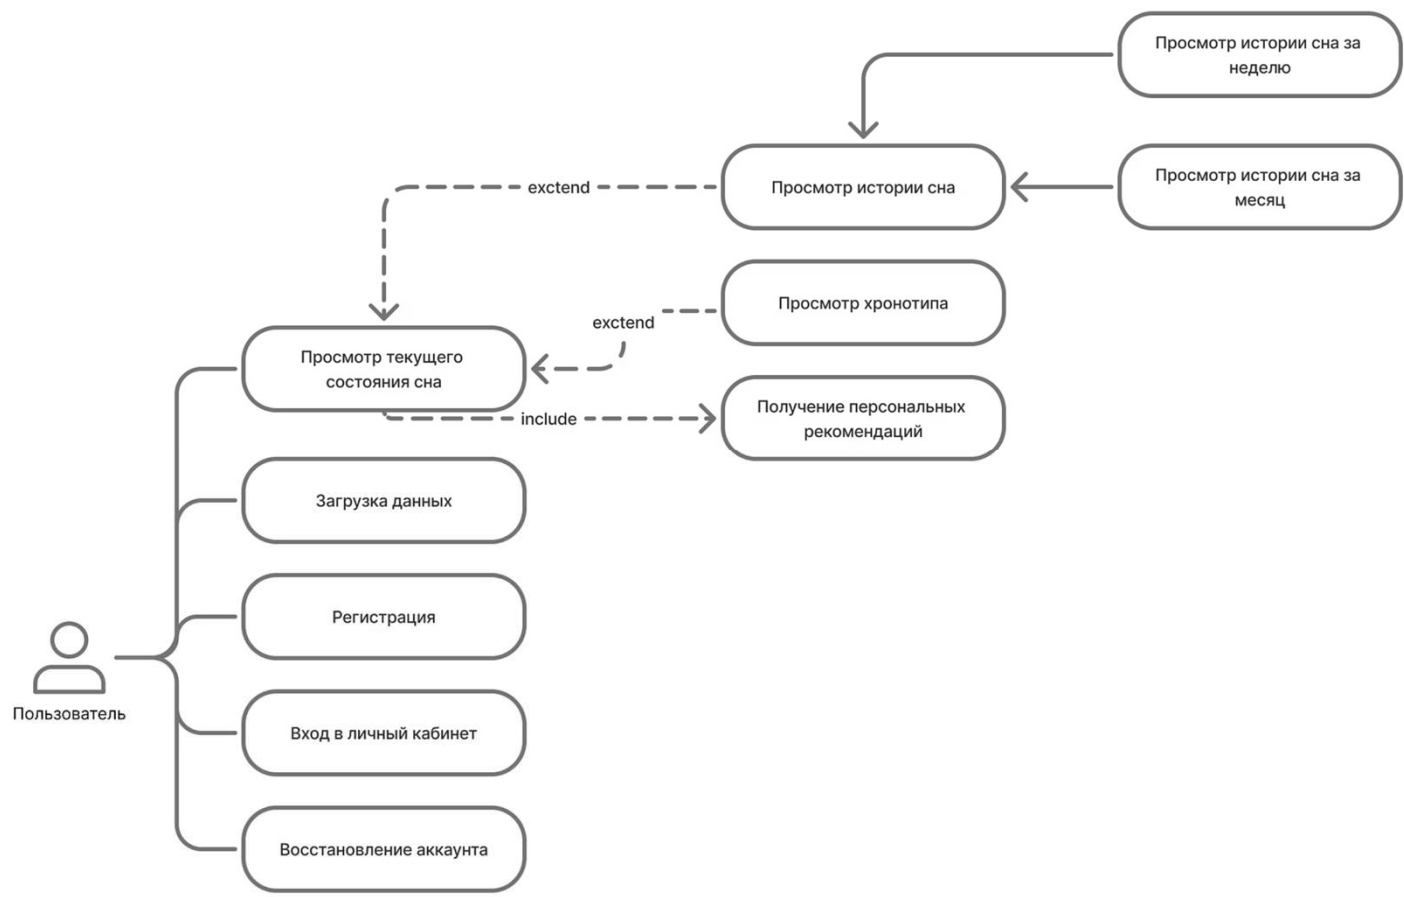 Просмотр истории сна за
неделю
Просмотр истории сна
Просмотр истории сна за
месяц
exctend
Просмотр хронотипа
exctend
Просмотр текущего
состояния сна
Получение персональных
рекомендаций
include
Загрузка данных
Регистрация
Пользователь
Вход в личный кабинет
Восстановление аккаунта